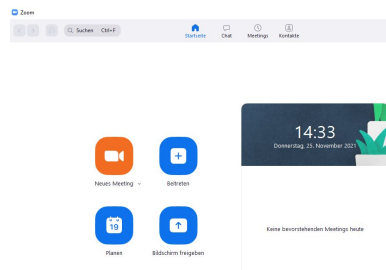 Zoom
Suchen Ctrl+F
Startseite Chat Meetings Kontakte
14:33
Donnerstag, 25. November 2021
Neues Meeting
Beitreten
19
Planen
Bildschirm freigeben
Keine bevorstehenden Meetings heute